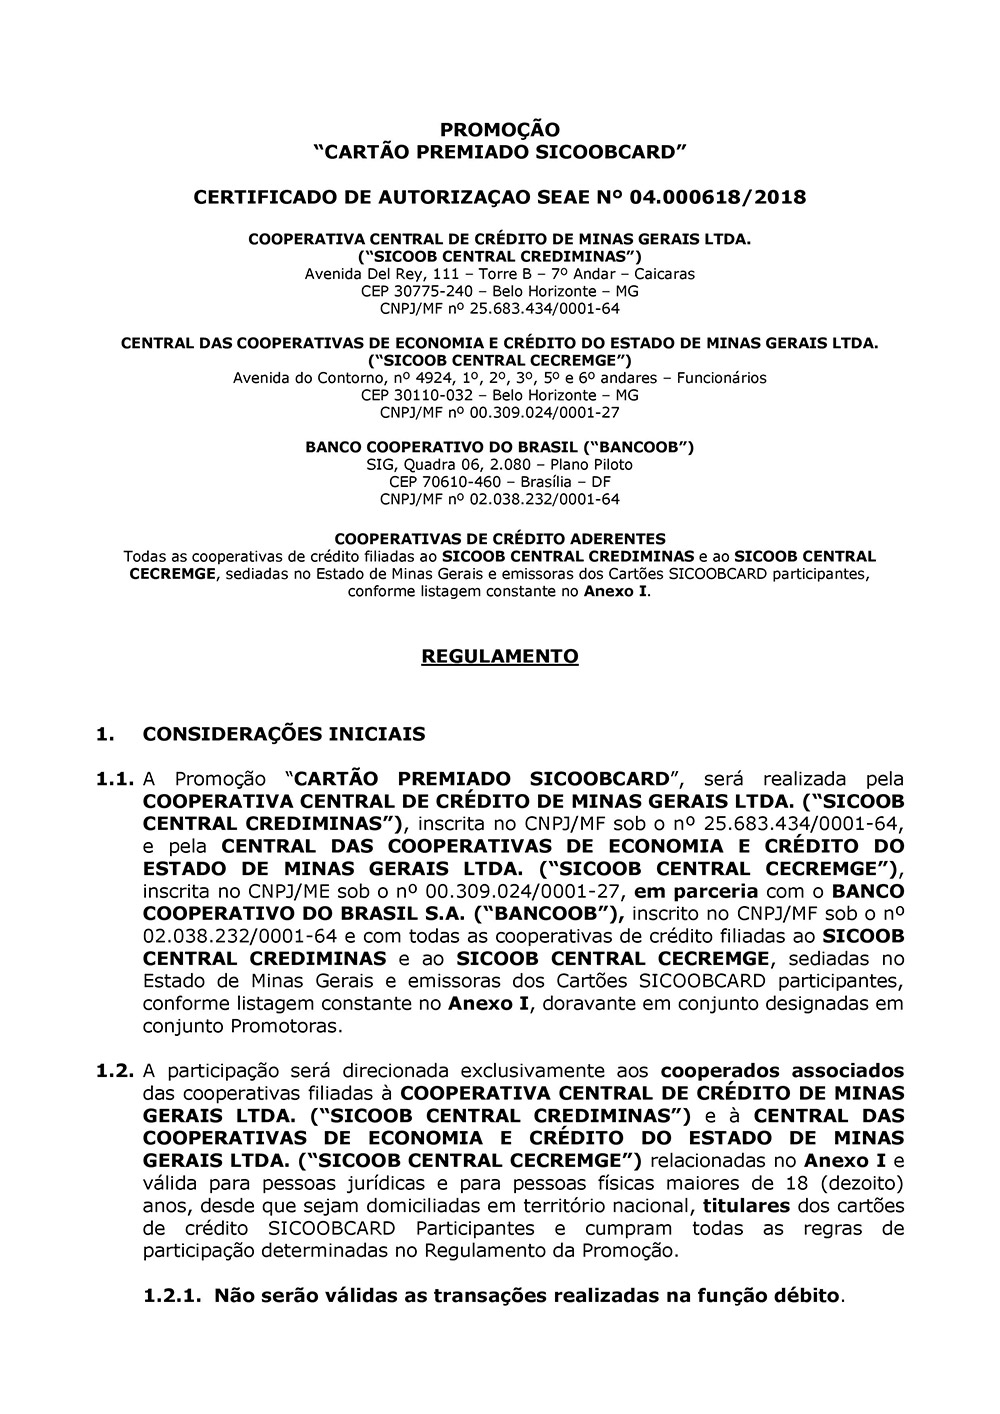 PROMOÇÃO
“CARTÃO PREMIADO SICOOBCARD”
CERTIFICADO DE AUTORIZAÇAO SEAE Nº 04.000618/2018
COOPERATIVA CENTRAL DE CRÉDITO DE MINAS GERAIS LTDA.
(“SICOOB CENTRAL CREDIMINAS”)
Avenida Del Rey, 111 – Torre B – 7º Andar – Caicaras
CEP 30775-240 – Belo Horizonte – MG
CNPJ/MF nº 25.683.434/0001-64
CENTRAL DAS COOPERATIVAS DE ECONOMIA E CRÉDITO DO ESTADO DE MINAS GERAIS LTDA.
(“SICOOB CENTRAL CECREMGE”)
Avenida do Contorno, nº 4924, 1º, 2º, 3º, 5º e 6º andares – Funcionários
CEP 30110-032 – Belo Horizonte – MG
CNPJ/MF nº 00.309.024/0001-27
BANCO COOPERATIVO DO BRASIL (“BANCOOB”)
SIG, Quadra 06, 2.080 – Plano Piloto
CEP 70610-460 – Brasília – DF
CNPJ/MF nº 02.038.232/0001-64
COOPERATIVAS DE CRÉDITO ADERENTES
Todas as cooperativas de crédito filiadas ao SICOOB CENTRAL CREDIMINAS e ao SICOOB CENTRAL
CECREMGE, sediadas no Estado de Minas Gerais e emissoras dos Cartões SICOOBCARD participantes,
conforme listagem constante no Anexo I.
REGULAMENTO
1. CONSIDERAÇÕES INICIAIS
1.1. A Promoção “CARTÃO PREMIADO SICOOBCARD”, será realizada pela
COOPERATIVA CENTRAL DE CRÉDITO DE MINAS GERAIS LTDA. (“SICOOB
CENTRAL CREDIMINAS”), inscrita no CNPJ/MF sob o nº 25.683.434/0001-64,
e pela CENTRAL DAS COOPERATIVAS DE ECONOMIA E CRÉDITO DO
ESTADO DE MINAS GERAIS LTDA. (“SICOOB CENTRAL CECREMGE”),
inscrita no CNPJ/ME sob o nº 00.309.024/0001-27, em parceria com o BANCO
COOPERATIVO DO BRASIL S.A. (“BANCOOB”), inscrito no CNPJ/MF sob o nº
02.038.232/0001-64 e com todas as cooperativas de crédito filiadas ao SICOOB
CENTRAL CREDIMINAS e ao SICOOB CENTRAL CECREMGE, sediadas no
Estado de Minas Gerais e emissoras dos Cartões SICOOBCARD participantes,
conforme listagem constante no Anexo I, doravante em conjunto designadas em
conjunto Promotoras.
1.2. A participação será direcionada exclusivamente aos cooperados associados
das cooperativas filiadas à COOPERATIVA CENTRAL DE CRÉDITO DE MINAS
GERAIS LTDA. (“SICOOB CENTRAL CREDIMINAS”) e à CENTRAL DAS
COOPERATIVAS DE ECONOMIA E CRÉDITO DO ESTADO DE MINAS
GERAIS LTDA. (“SICOOB CENTRAL CECREMGE”) relacionadas no Anexo I e
válida para pessoas jurídicas e para pessoas físicas maiores de 18 (dezoito)
anos, desde que sejam domiciliadas em território nacional, titulares dos cartões
de crédito SICOOBCARD Participantes e cumpram todas as regras de
participação determinadas no Regulamento da Promoção.
1.2.1. Não serão válidas as transações realizadas na função débito.